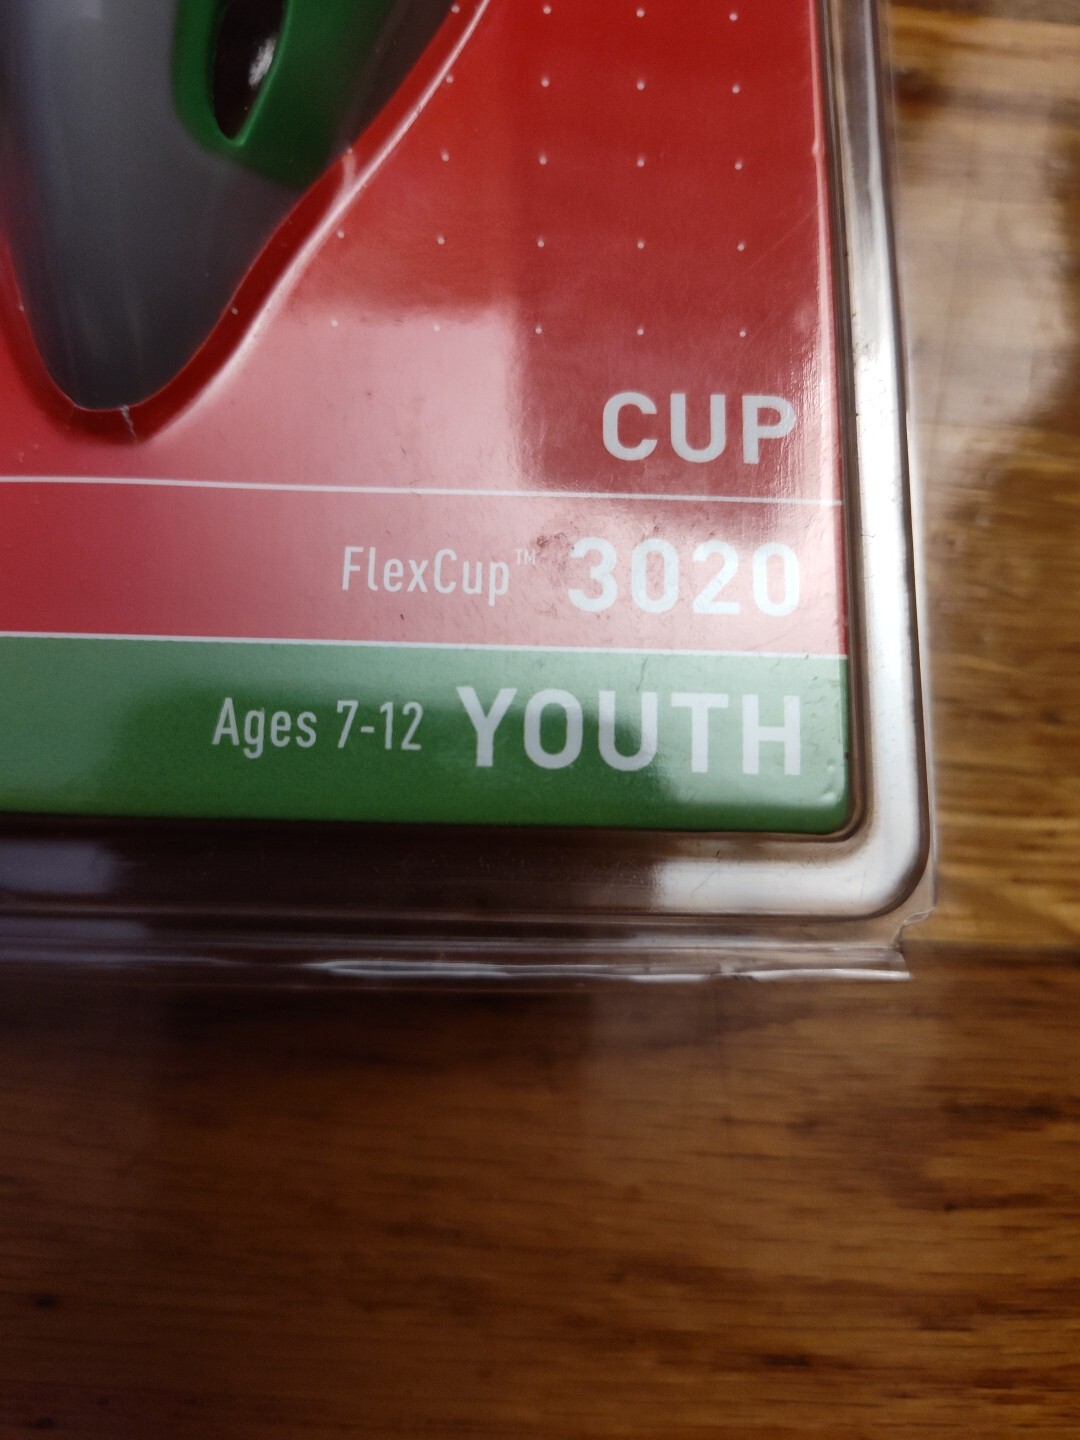 CUP
FlexCup™ 3020
Ages 7-12 YOUTH